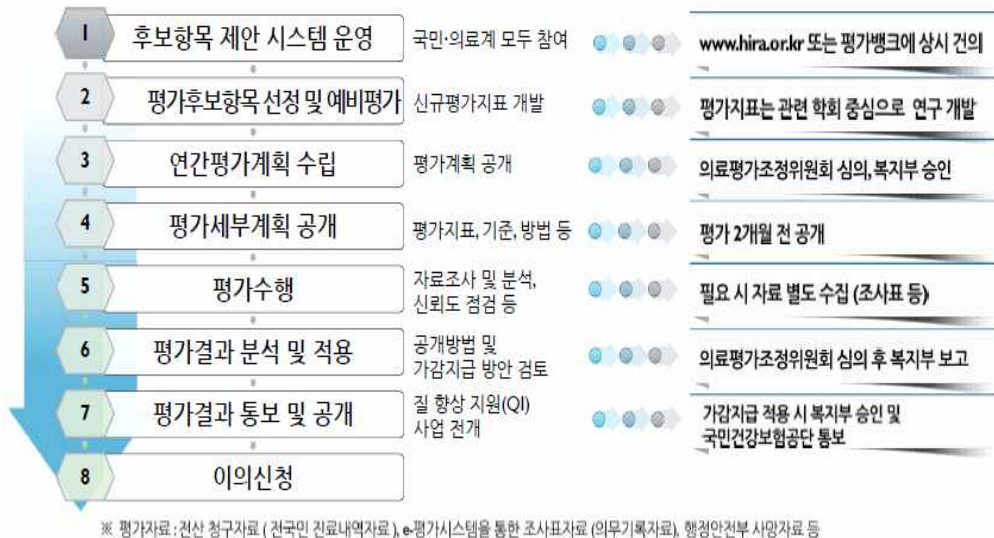 1 후보항목 제안 시스템 운영 국민·의료계 모두 참여 www.hira.or.kr 또는 평가뱅크에 상시 건의
2 평가후보항목 선정 및 예비평가 신규평가지표 개발 평가지표는 관련 학회 중심으로 연구 개발
3 연간평가계획 수립 평가계획 공개 의료평가조정위원회 심의, 복지부 승인
4 평가세부계획 공개 평가지표, 기준, 방법 등 평가 2개월 전 공개
5 평가수행 자료조사 및 분석,
신뢰도 점검 등 필요 시 자료 별도 수집 (조사표 등)
6 평가결과 분석 및 적용 공개방법 및
가감지급 방안 검토 의료평가조정위원회 심의 후 복지부 보고
7 평가결과 통보 및 공개 질 향상 지원(QI)
사업 전개 가감지급 적용 시 복지부 승인 및
국민건강보험공단 통보
8 이의신청
※ 평가자료 : 전산 청구자료 ( 전국민 진료내역자료 ), e-평가시스템을 통한 조사표자료 (의무기록자료), 행정안전부 사망자료 등